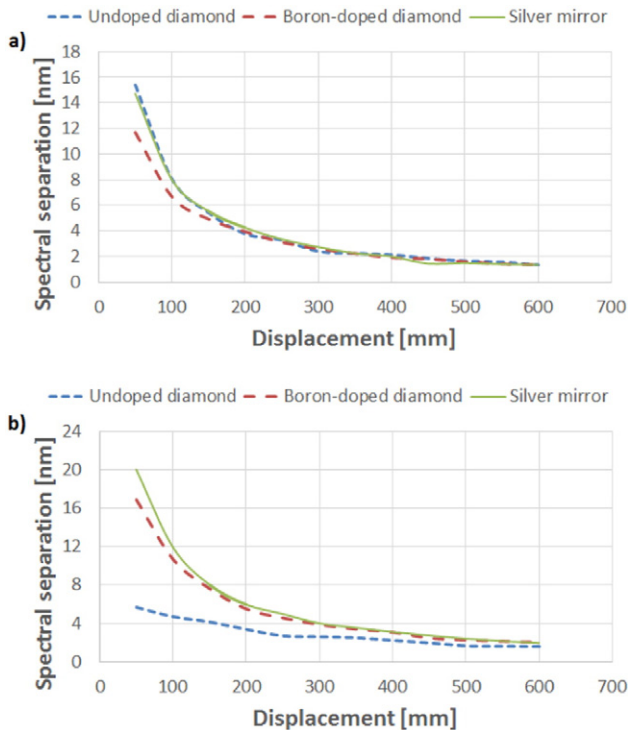 Undoped diamond Boron-doped diamond Silver mirror
a)
18
16
14
12
10
8
6
4
2
0
Spectral separation [nm]
0 100 200 300 400 500 600 700
Displacement [mm]
Undoped diamond Boron-doped diamond Silver mirror
b)
24
20
16
12
8
4
0
Spectral separation [nm]
0 100 200 300 400 500 600 700
Displacement [mm]